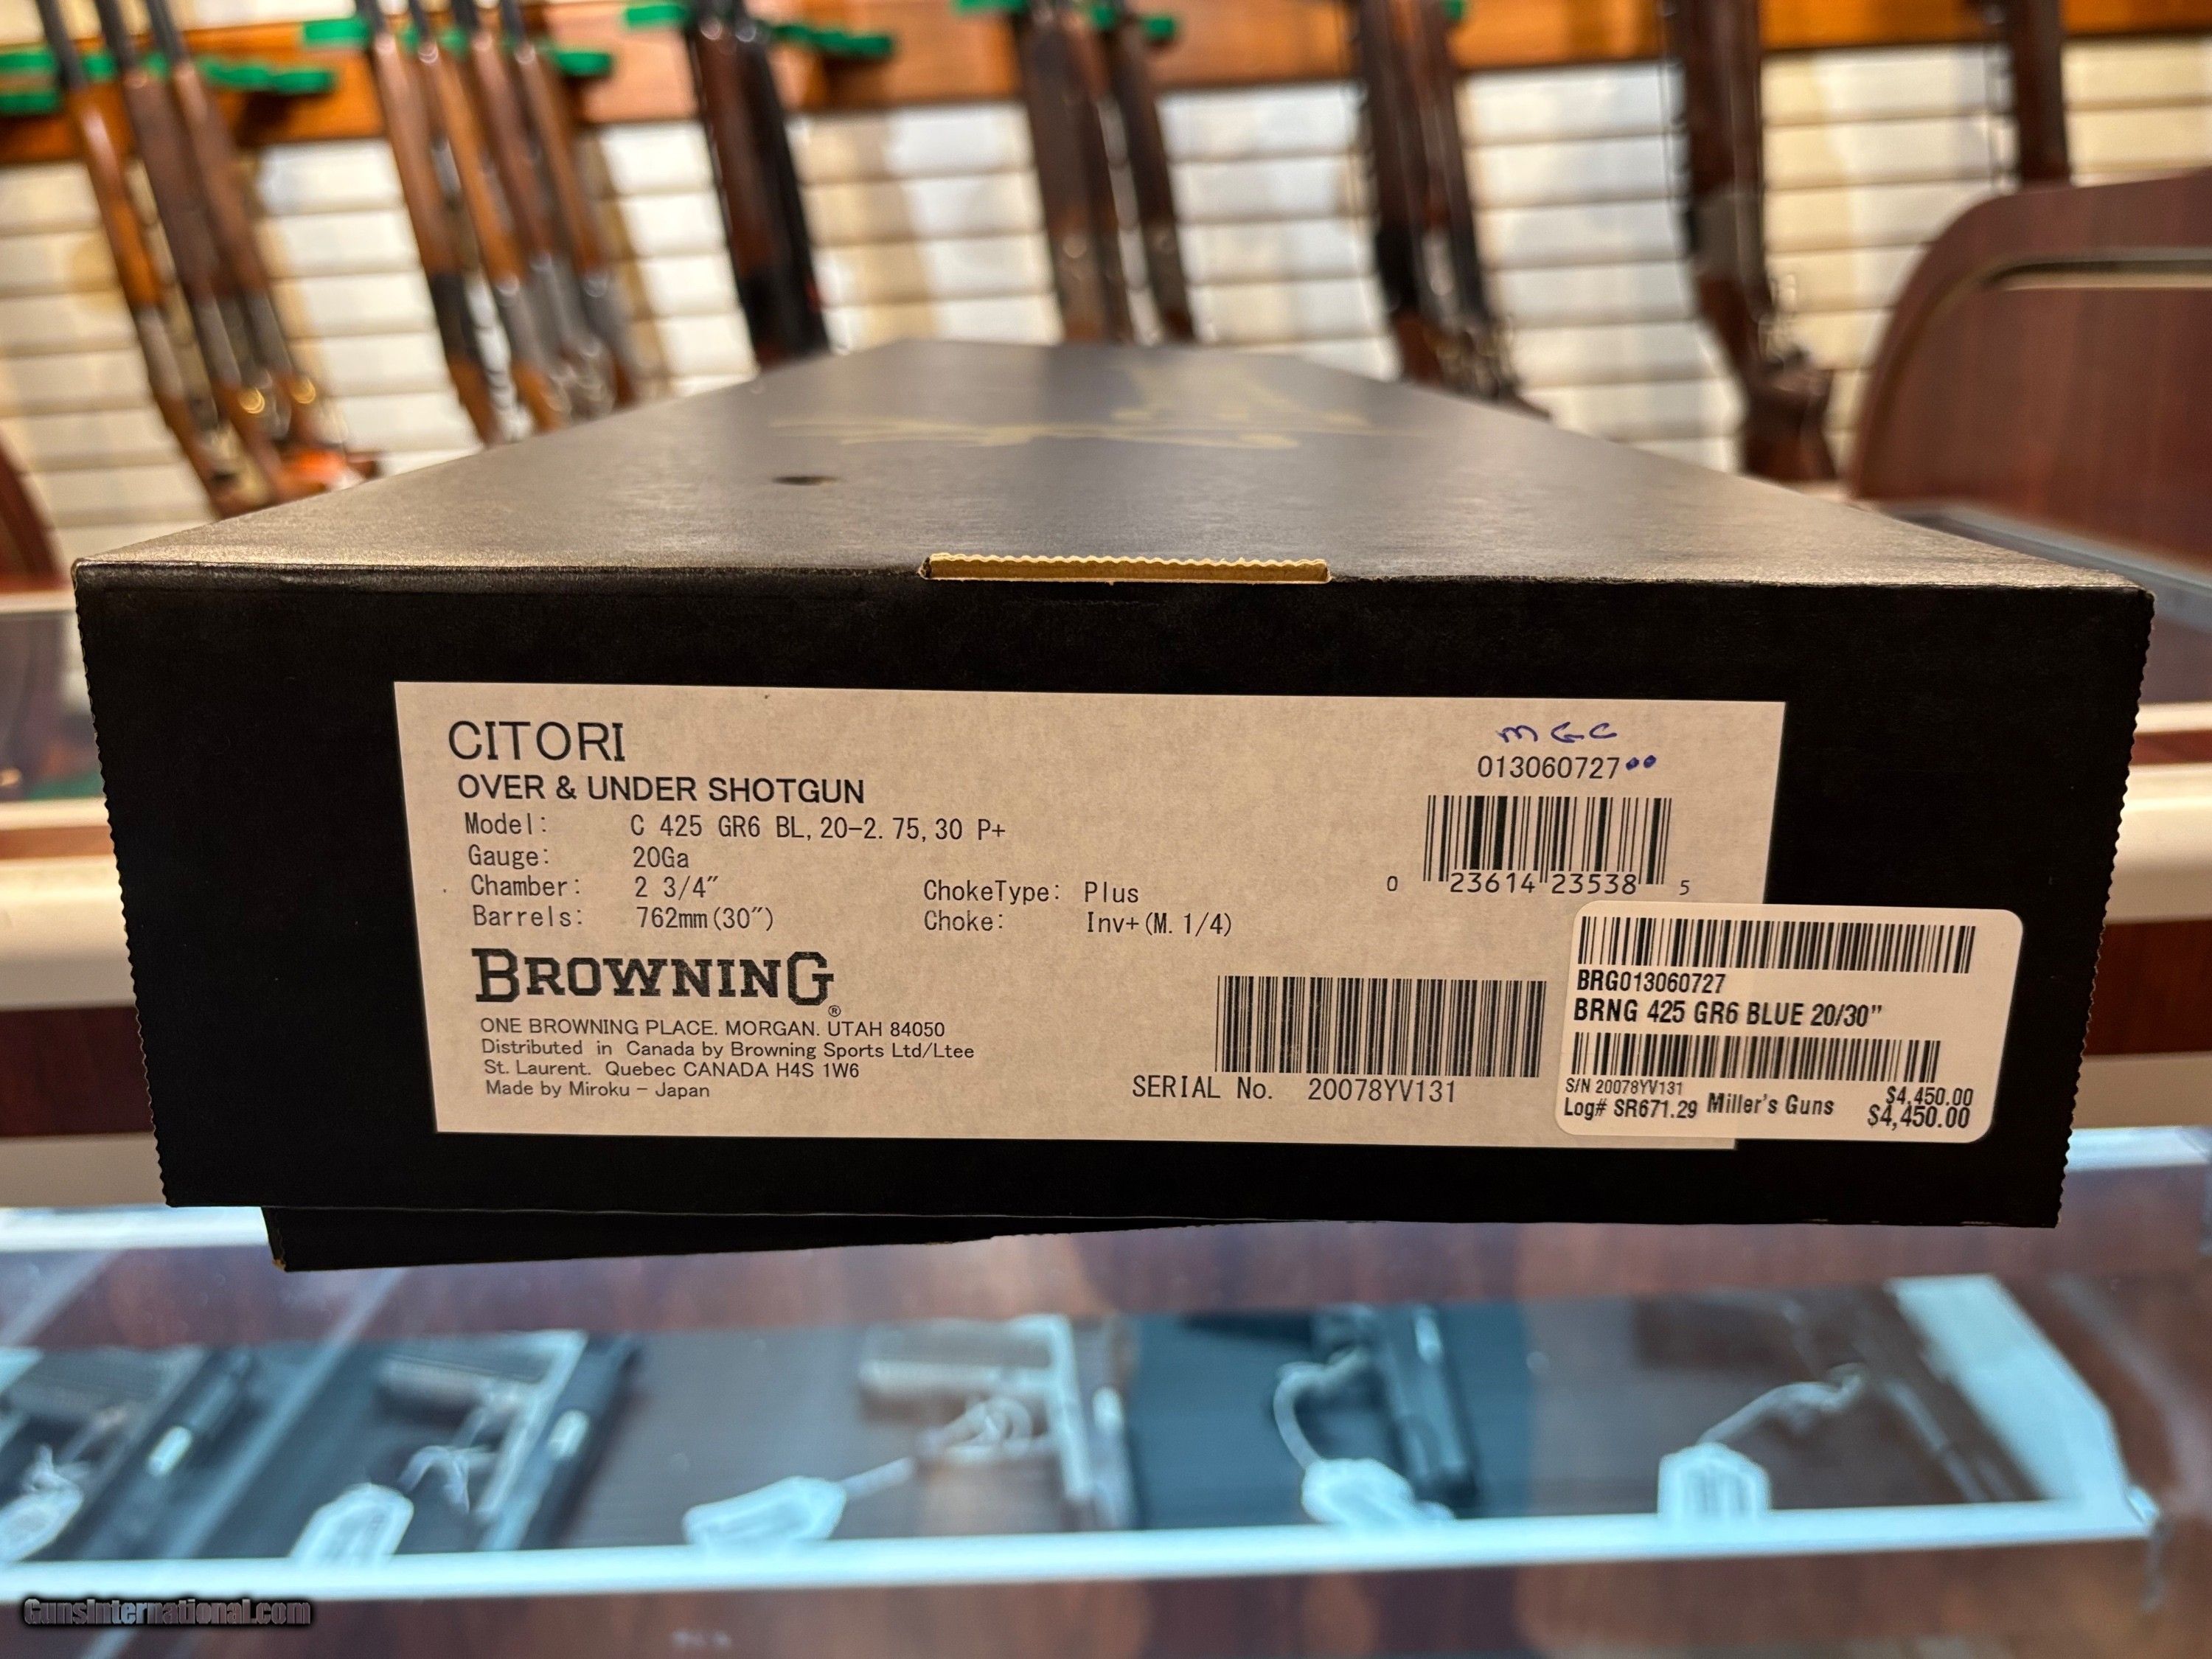 CITORI
OVER & UNDER SHOTGUN
Model: C 425 GR6 BL, 20-2.75, 30 P+
Gauge: 20Ga
Chamber: 2 3/4" ChokeType: Plus
Barrels: 762mm(30") Choke: Inv+(M.1/4)
BROWNING®
ONE BROWNING PLACE. MORGAN. UTAH 84050
Distributed in Canada by Browning Sports Ltd/Ltee
St. Laurent. Quebec CANADA H4S 1W6
Made by Miroku - Japan
MGC
013060727
0 23614 23538 5
SERIAL No. 20078YV131
BRG013060727
BRNG 425 GR6 BLUE 20/30"
S/N 20078YV131 $4,450.00
Log# SR671.29 Miller's Guns $4,450.00
GunsInternational.com